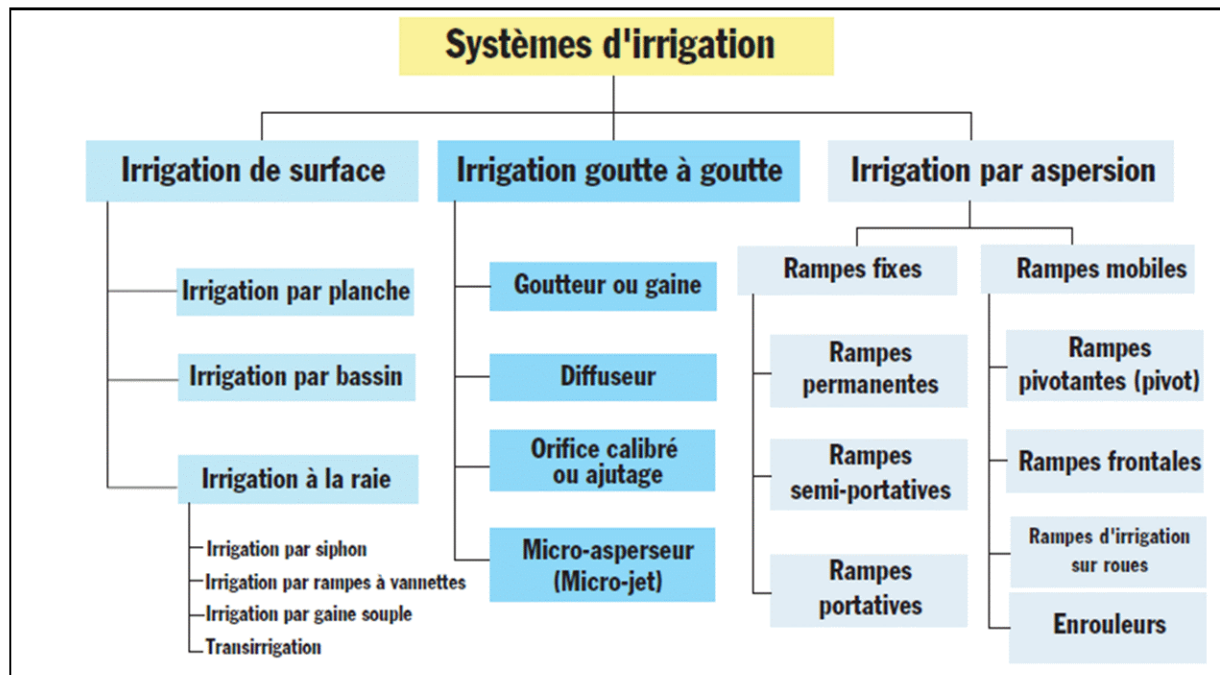 Systèmes d'irrigation
Irrigation de surface
Irrigation par planche
Irrigation par bassin
Irrigation à la raie
Irrigation par siphon
Irrigation par rampes à vannettes
Irrigation par gaine souple
Transirrigation
Irrigation goutte à goutte
Goutteur ou gaine
Diffuseur
Orifice calibré
ou ajutage
Micro-asperseur
(Micro-jet)
Irrigation par aspersion
Rampes fixes
Rampes
permanentes
Rampes
semi-portatives
Rampes
portatives
Rampes mobiles
Rampes
pivotantes (pivot)
Rampes frontales
Rampes d'irrigation
sur roues
Enrouleurs